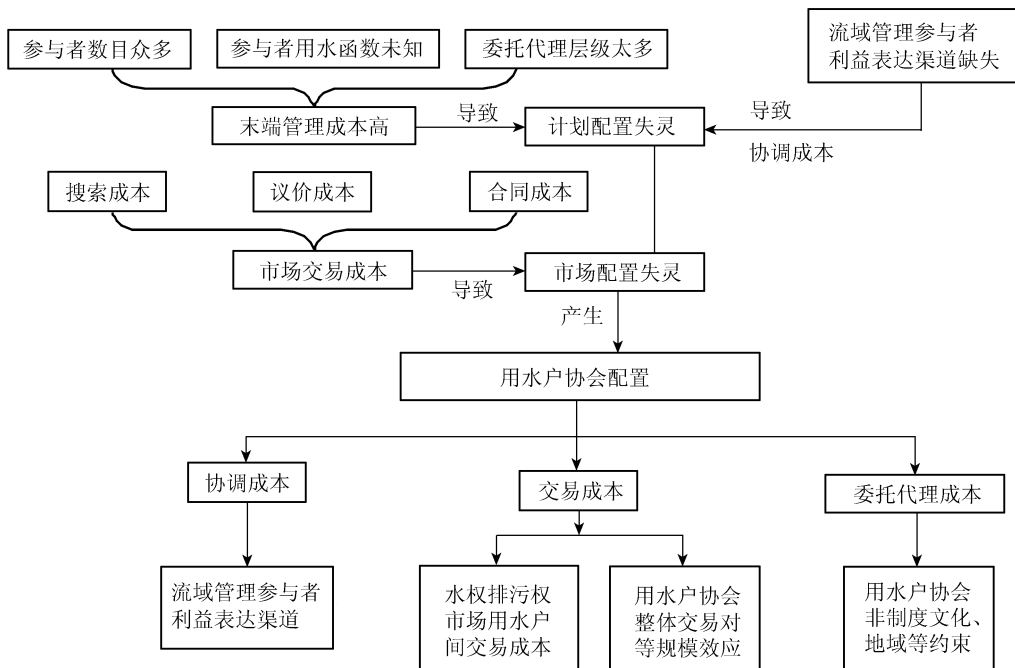 参与者数目众多
参与者用水函数未知
委托代理层级太多
流域管理参与者
利益表达渠道缺失
末端管理成本高
导致
计划配置失灵
导致
协调成本
搜索成本
议价成本
合同成本
市场交易成本
导致
市场配置失灵
产生
用水户协会配置
协调成本
交易成本
委托代理成本
流域管理参与者
利益表达渠道
水权排污权
市场用水户
间交易成本
用水户协会
整体交易对
等规模效应
用水户协会
非制度文化、
地域等约束